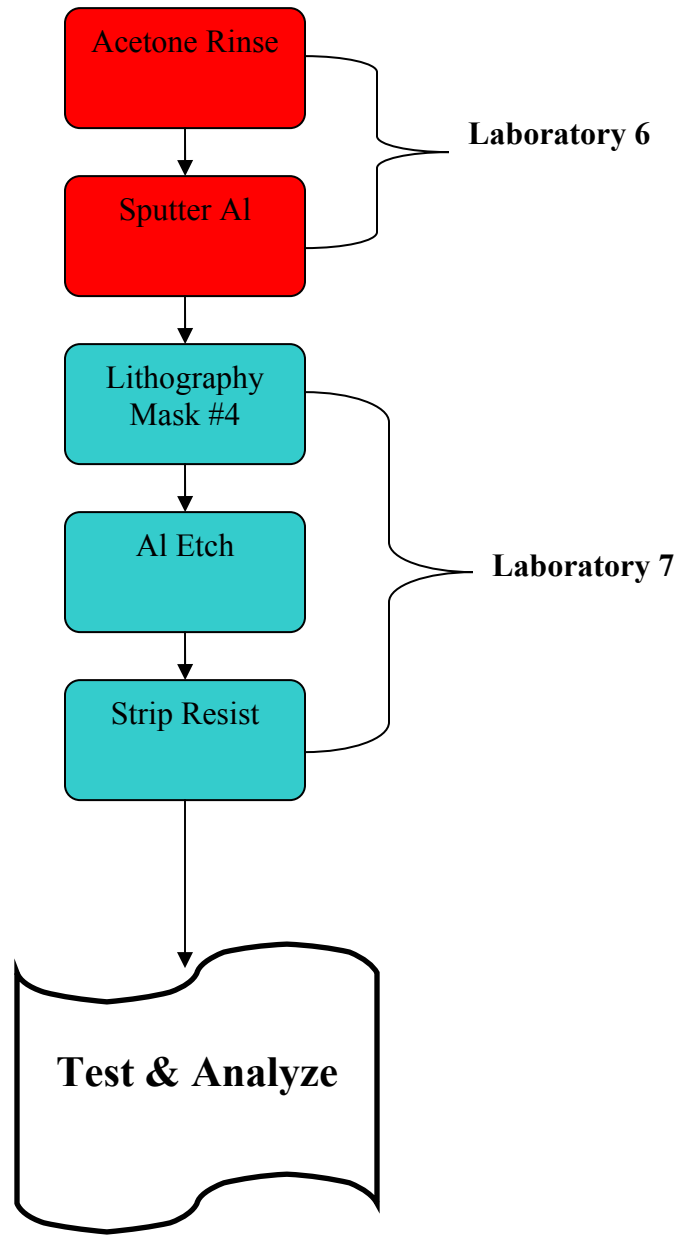 Acetone Rinse
Laboratory 6
Sputter Al
Lithography
Mask #4
Al Etch
Laboratory 7
Strip Resist
Test & Analyze